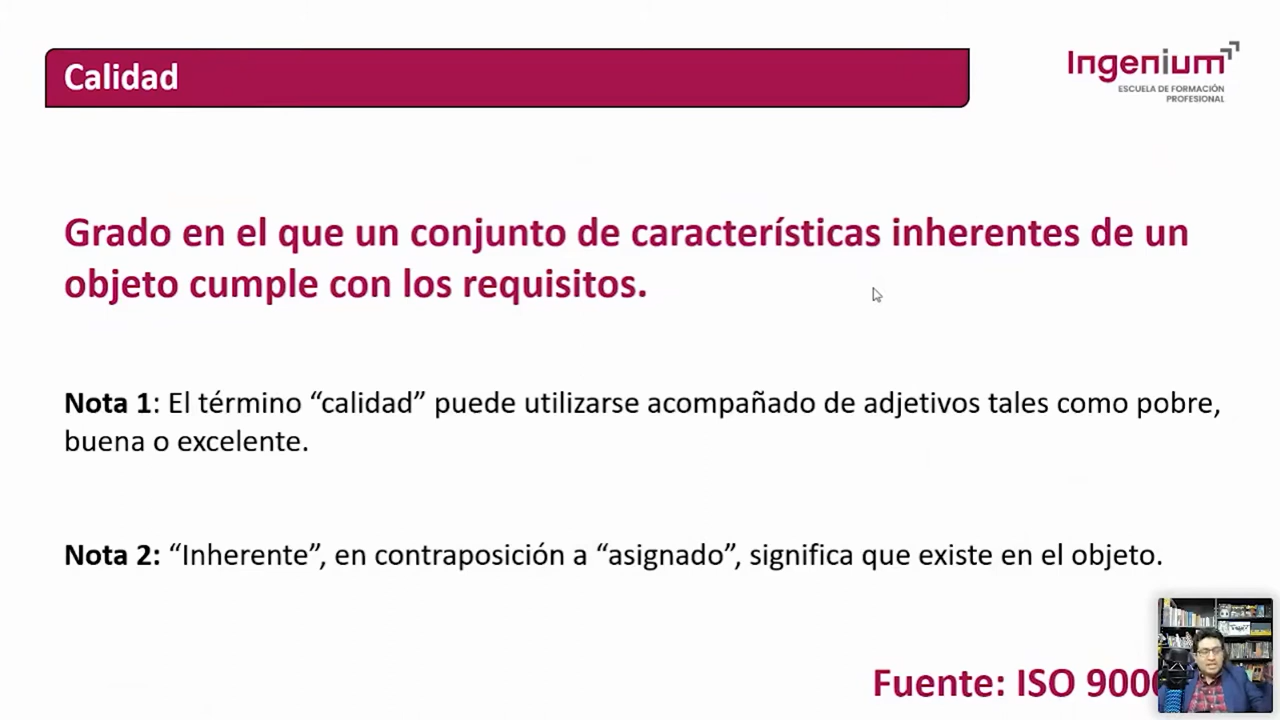 Calidad
Ingenium
ESCUELA DE FORMACIÓN
PROFESIONAL
Grado en el que un conjunto de características inherentes de un
objeto cumple con los requisitos.
Nota 1: El término “calidad” puede utilizarse acompañado de adjetivos tales como pobre,
buena o excelente.
Nota 2: “Inherente”, en contraposición a “asignado”, significa que existe en el objeto.
Fuente: ISO